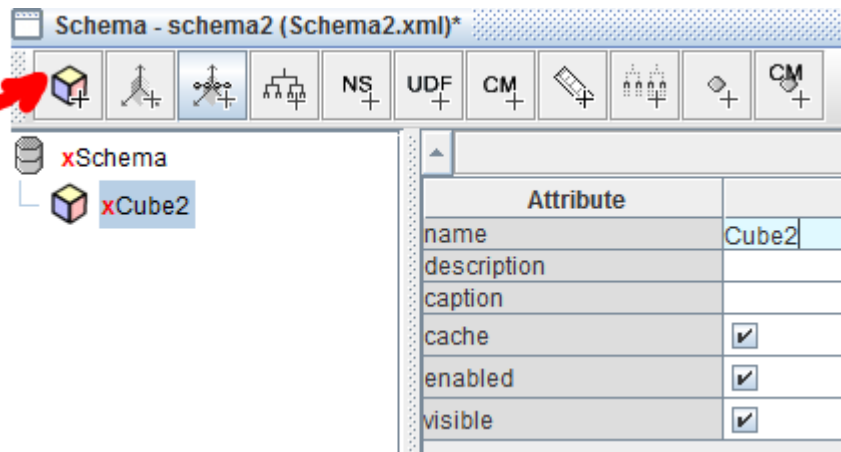 Schema - schema2 (Schema2.xml)*
NS UDF CM CM
xSchema
xCube2
Attribute
name Cube2
description
caption
cache
enabled
visible